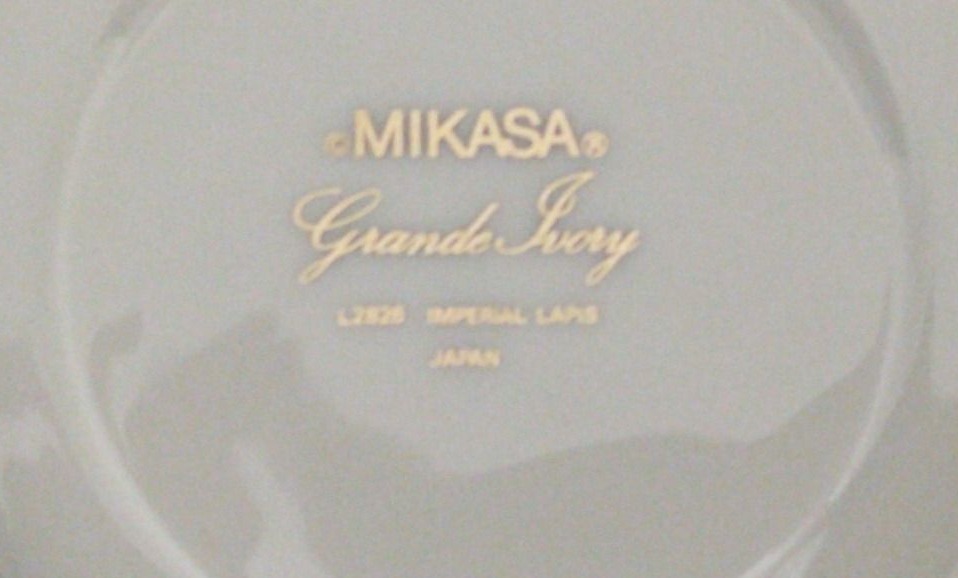 © MIKASA ®
Grande Ivory
L2826 IMPERIAL LAPIS
JAPAN